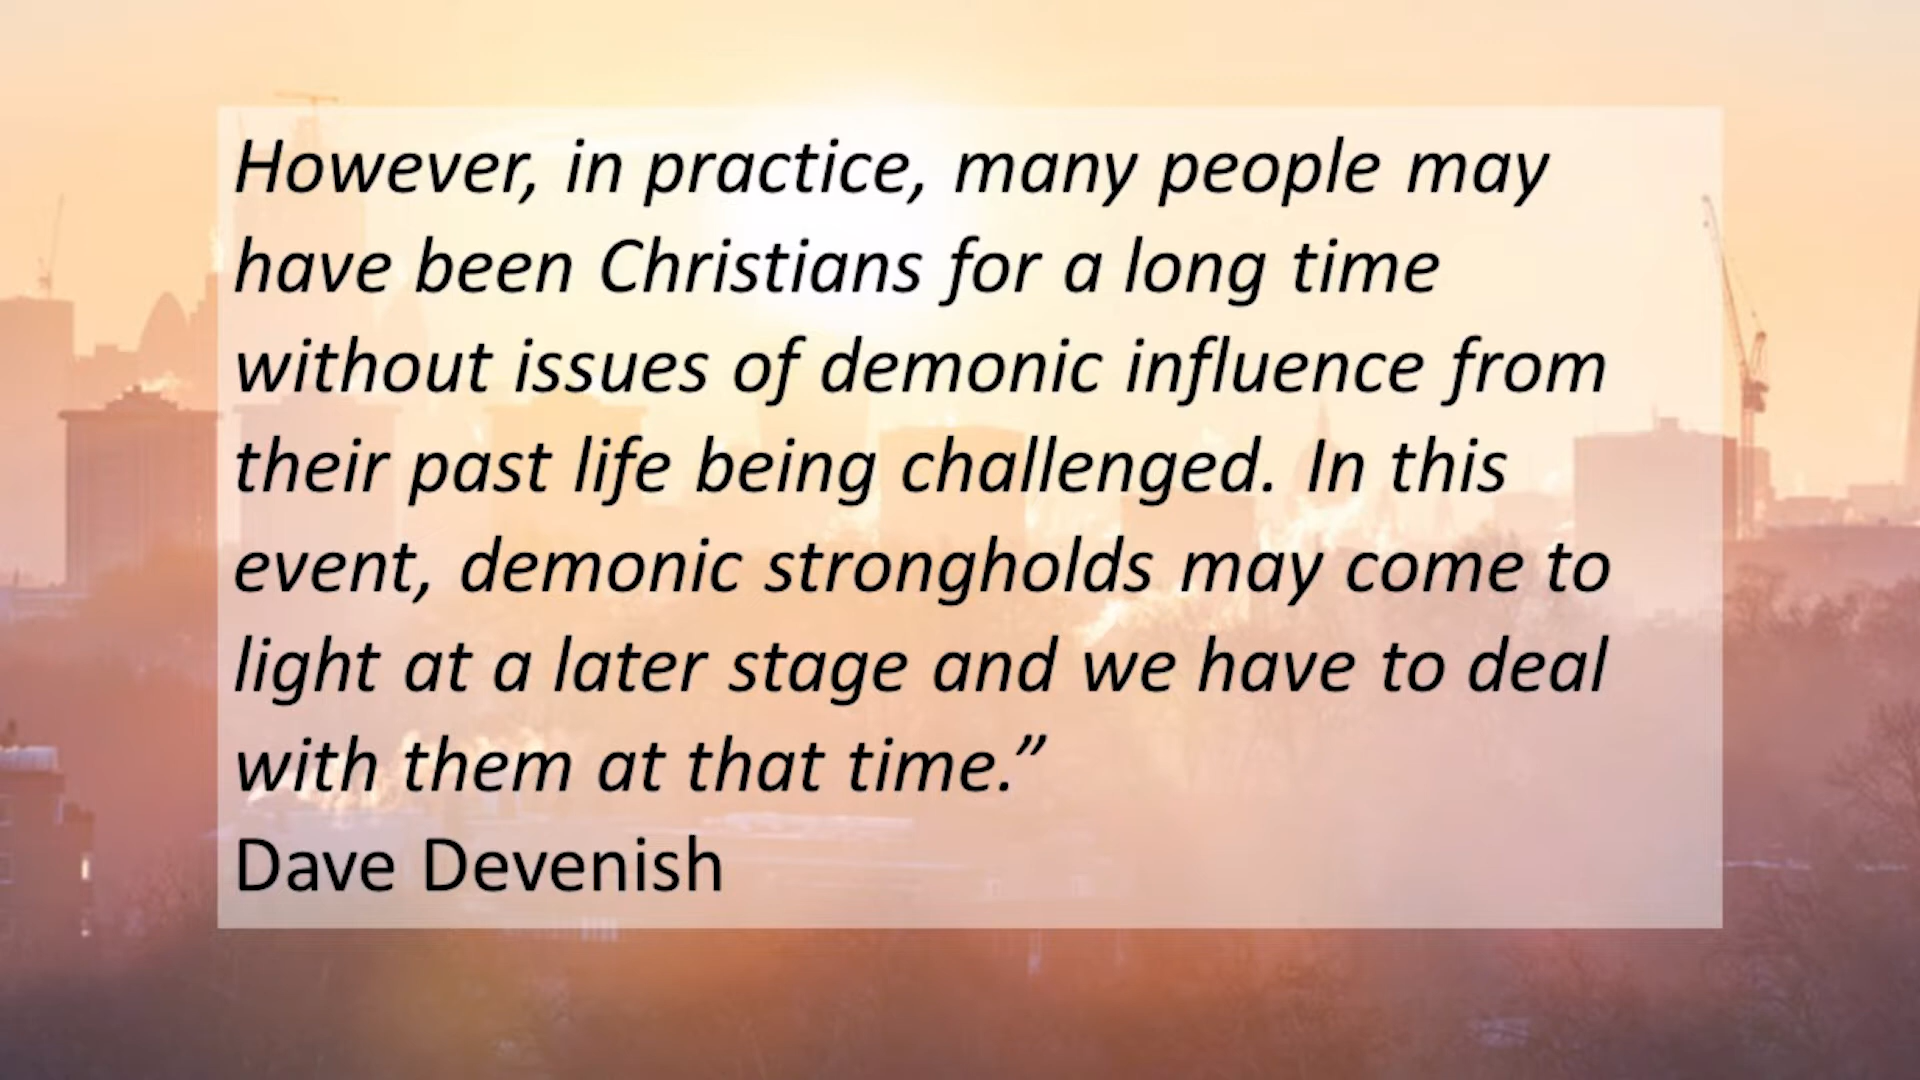 However, in practice, many people may
have been Christians for a long time
without issues of demonic influence from
their past life being challenged. In this
event, demonic strongholds may come to
light at a later stage and we have to deal
with them at that time.”
Dave Devenish